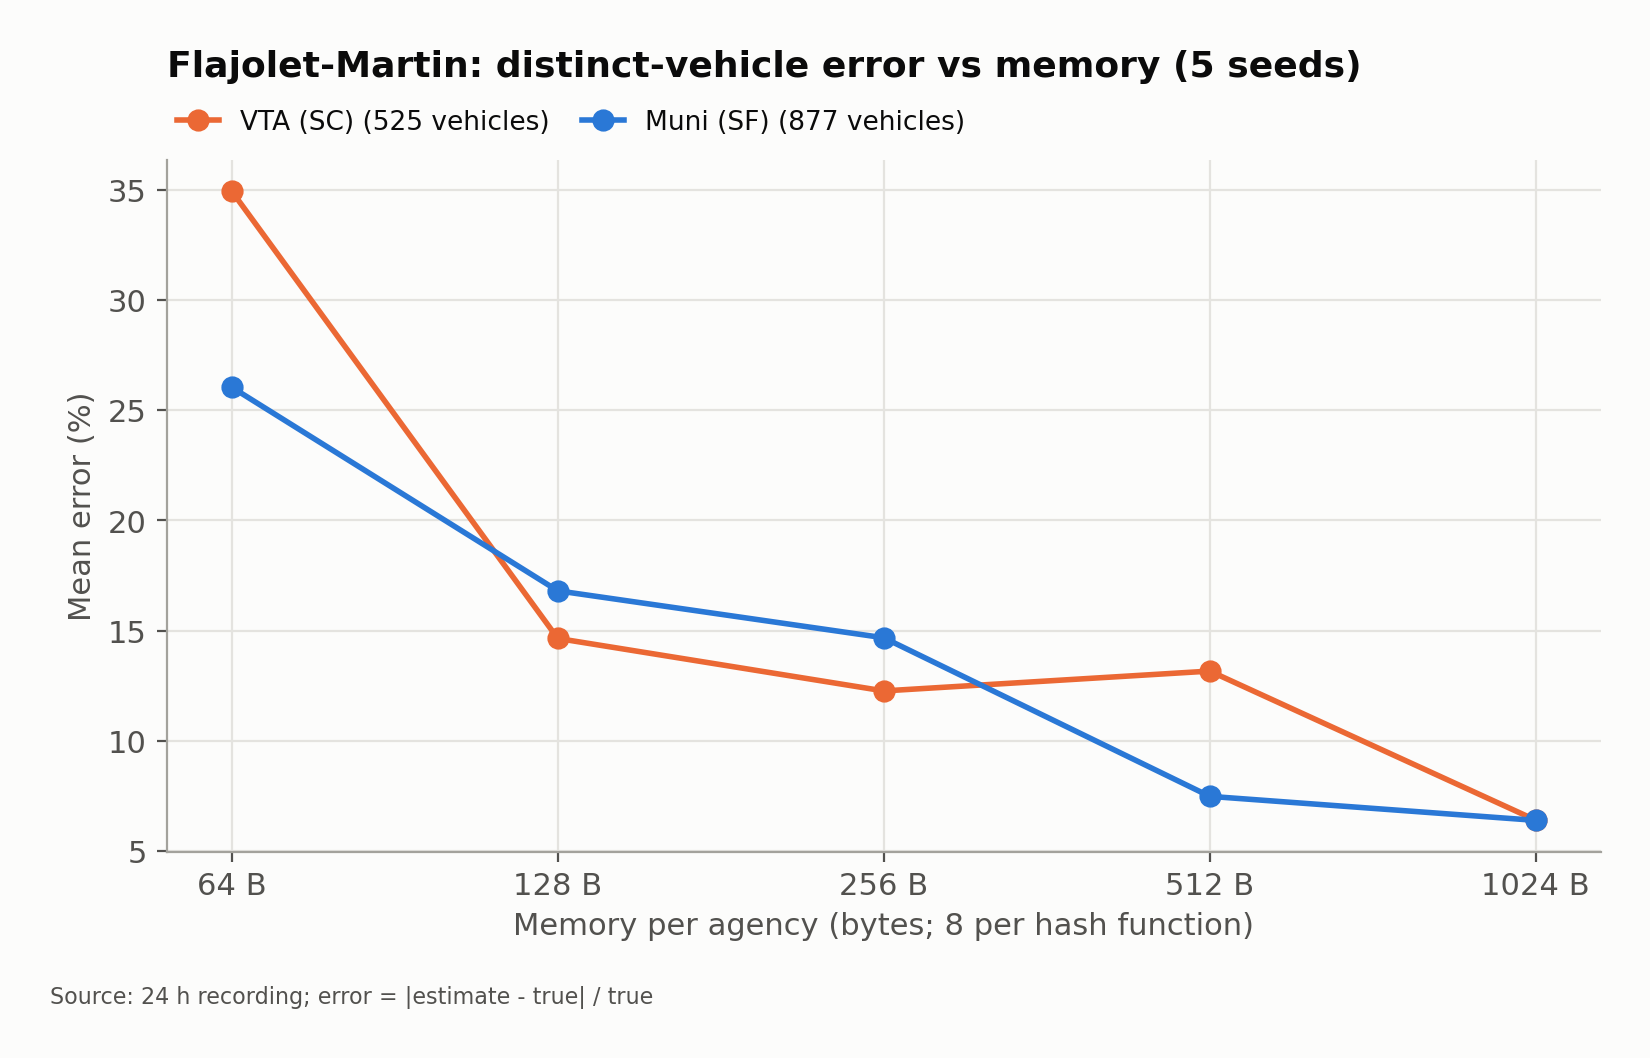 Flajolet-Martin: distinct-vehicle error vs memory (5 seeds)
VTA (SC) (525 vehicles) Muni (SF) (877 vehicles)
35
30
25
20
15
10
5
Mean error (%)
64 B 128 B 256 B 512 B 1024 B
Memory per agency (bytes; 8 per hash function)
Source: 24 h recording; error = |estimate - true| / true